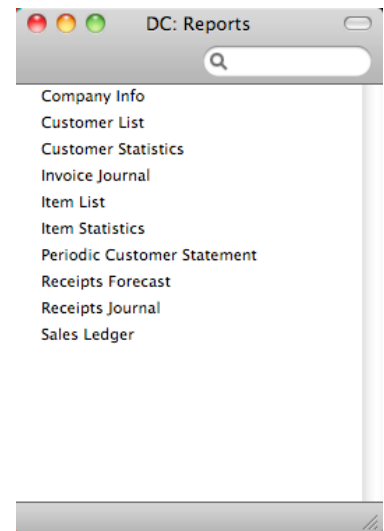 DC: Reports
Company Info
Customer List
Customer Statistics
Invoice Journal
Item List
Item Statistics
Periodic Customer Statement
Receipts Forecast
Receipts Journal
Sales Ledger